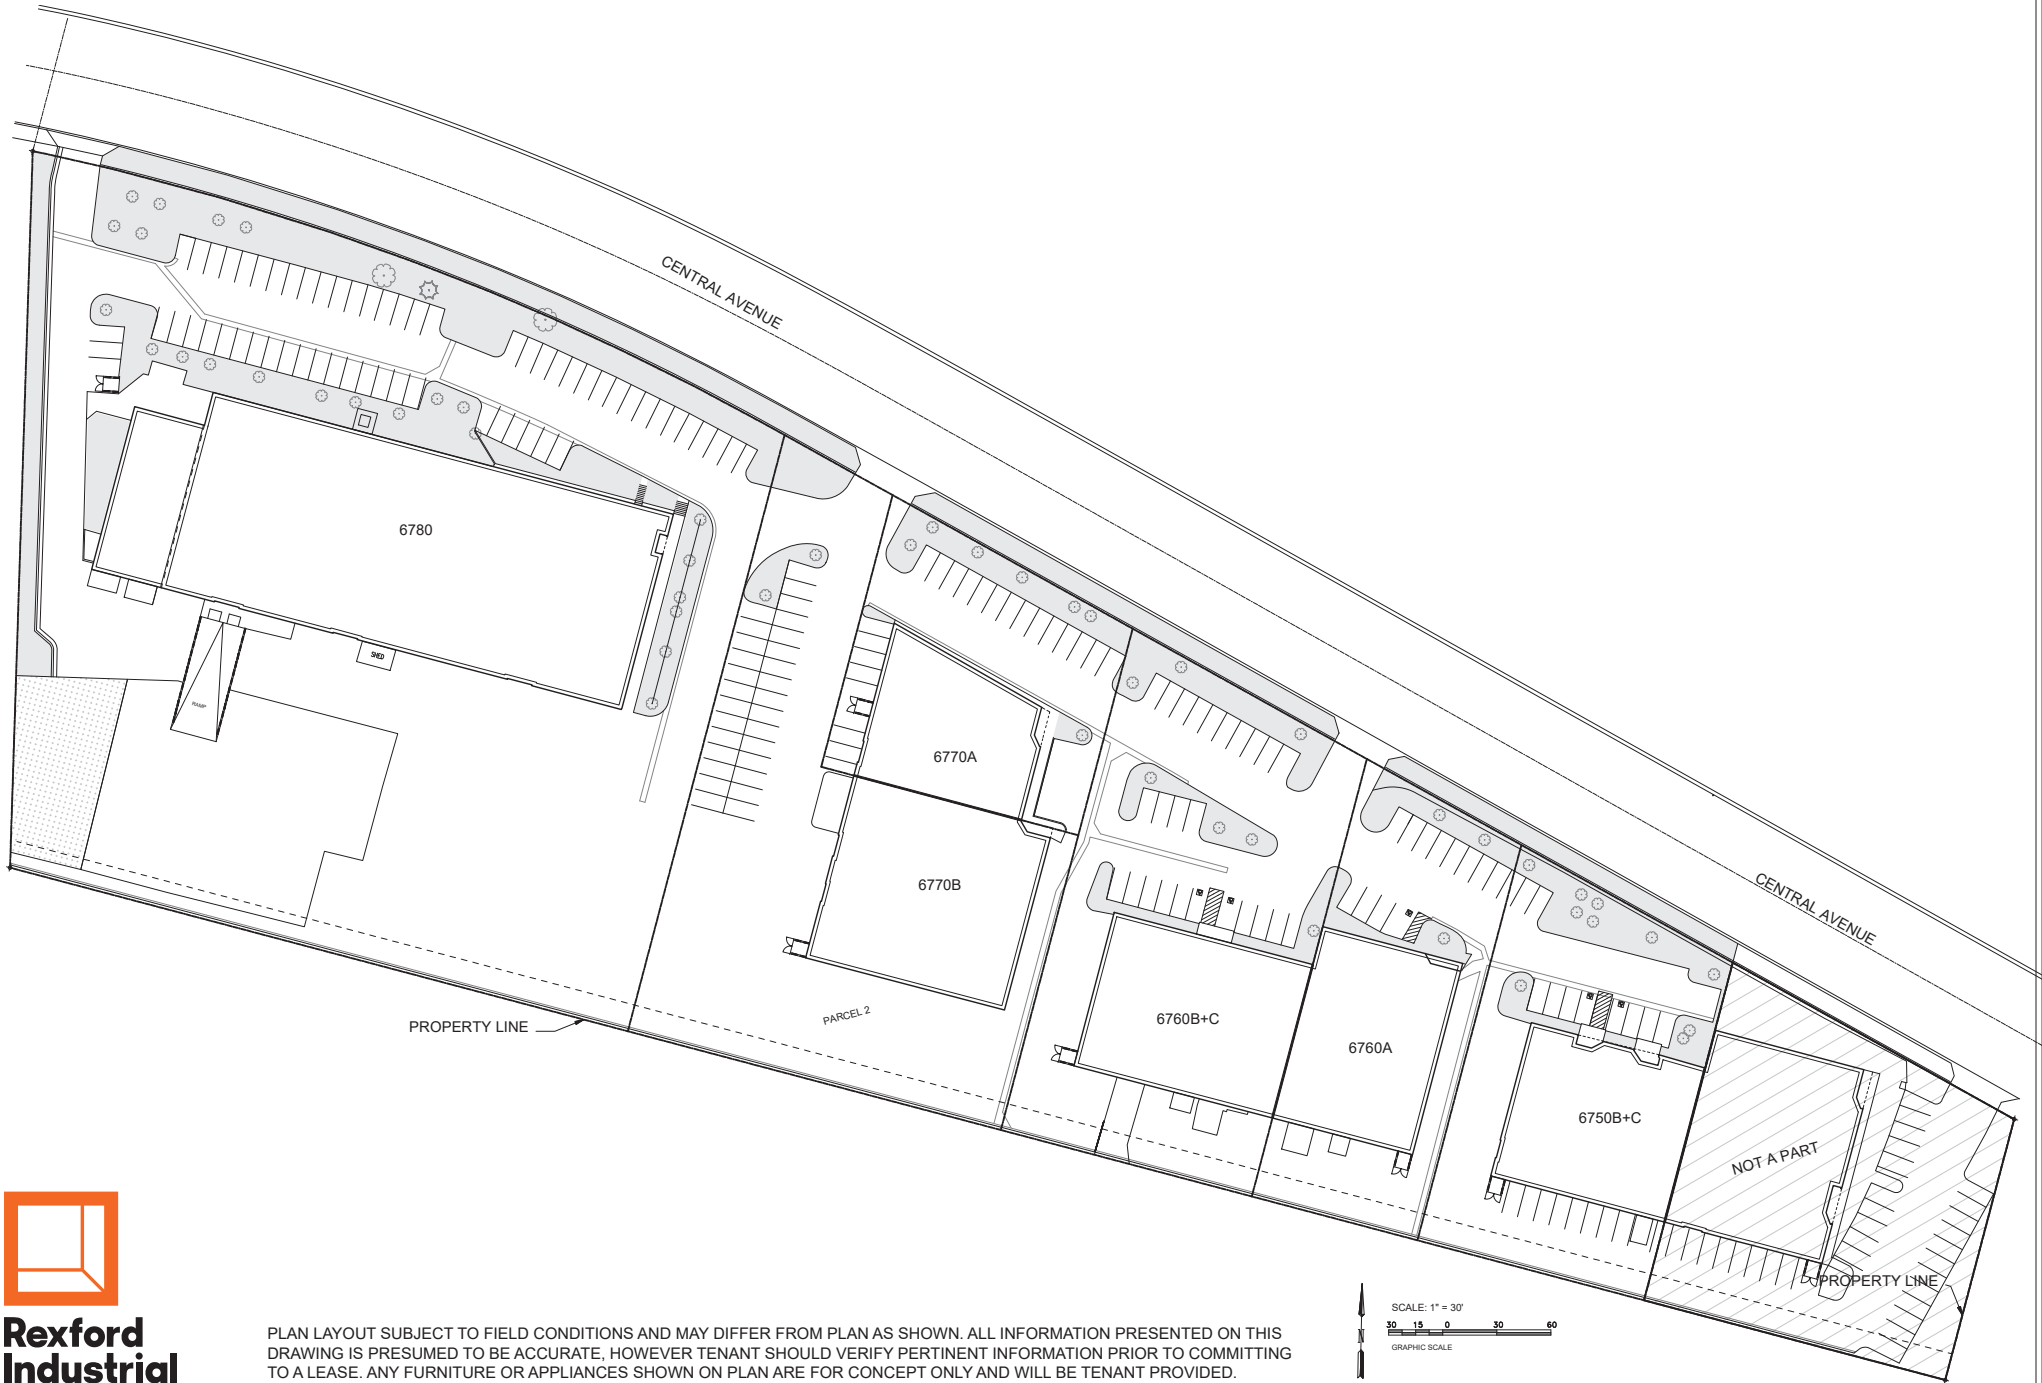 CENTRAL AVENUE
6780
SHED
RAMP
6770A
6770B
CENTRAL AVENUE
PARCEL 2
PROPERTY LINE
6760B+C
6760A
6750B+C
NOT A PART
PROPERTY LINE
Rexford
Industrial
PLAN LAYOUT SUBJECT TO FIELD CONDITIONS AND MAY DIFFER FROM PLAN AS SHOWN. ALL INFORMATION PRESENTED ON THIS
DRAWING IS PRESUMED TO BE ACCURATE, HOWEVER TENANT SHOULD VERIFY PERTINENT INFORMATION PRIOR TO COMMITTING
TO A LEASE. ANY FURNITURE OR APPLIANCES SHOWN ON PLAN ARE FOR CONCEPT ONLY AND WILL BE TENANT PROVIDED.
N
SCALE: 1" = 30'
30 15 0 30 60
GRAPHIC SCALE